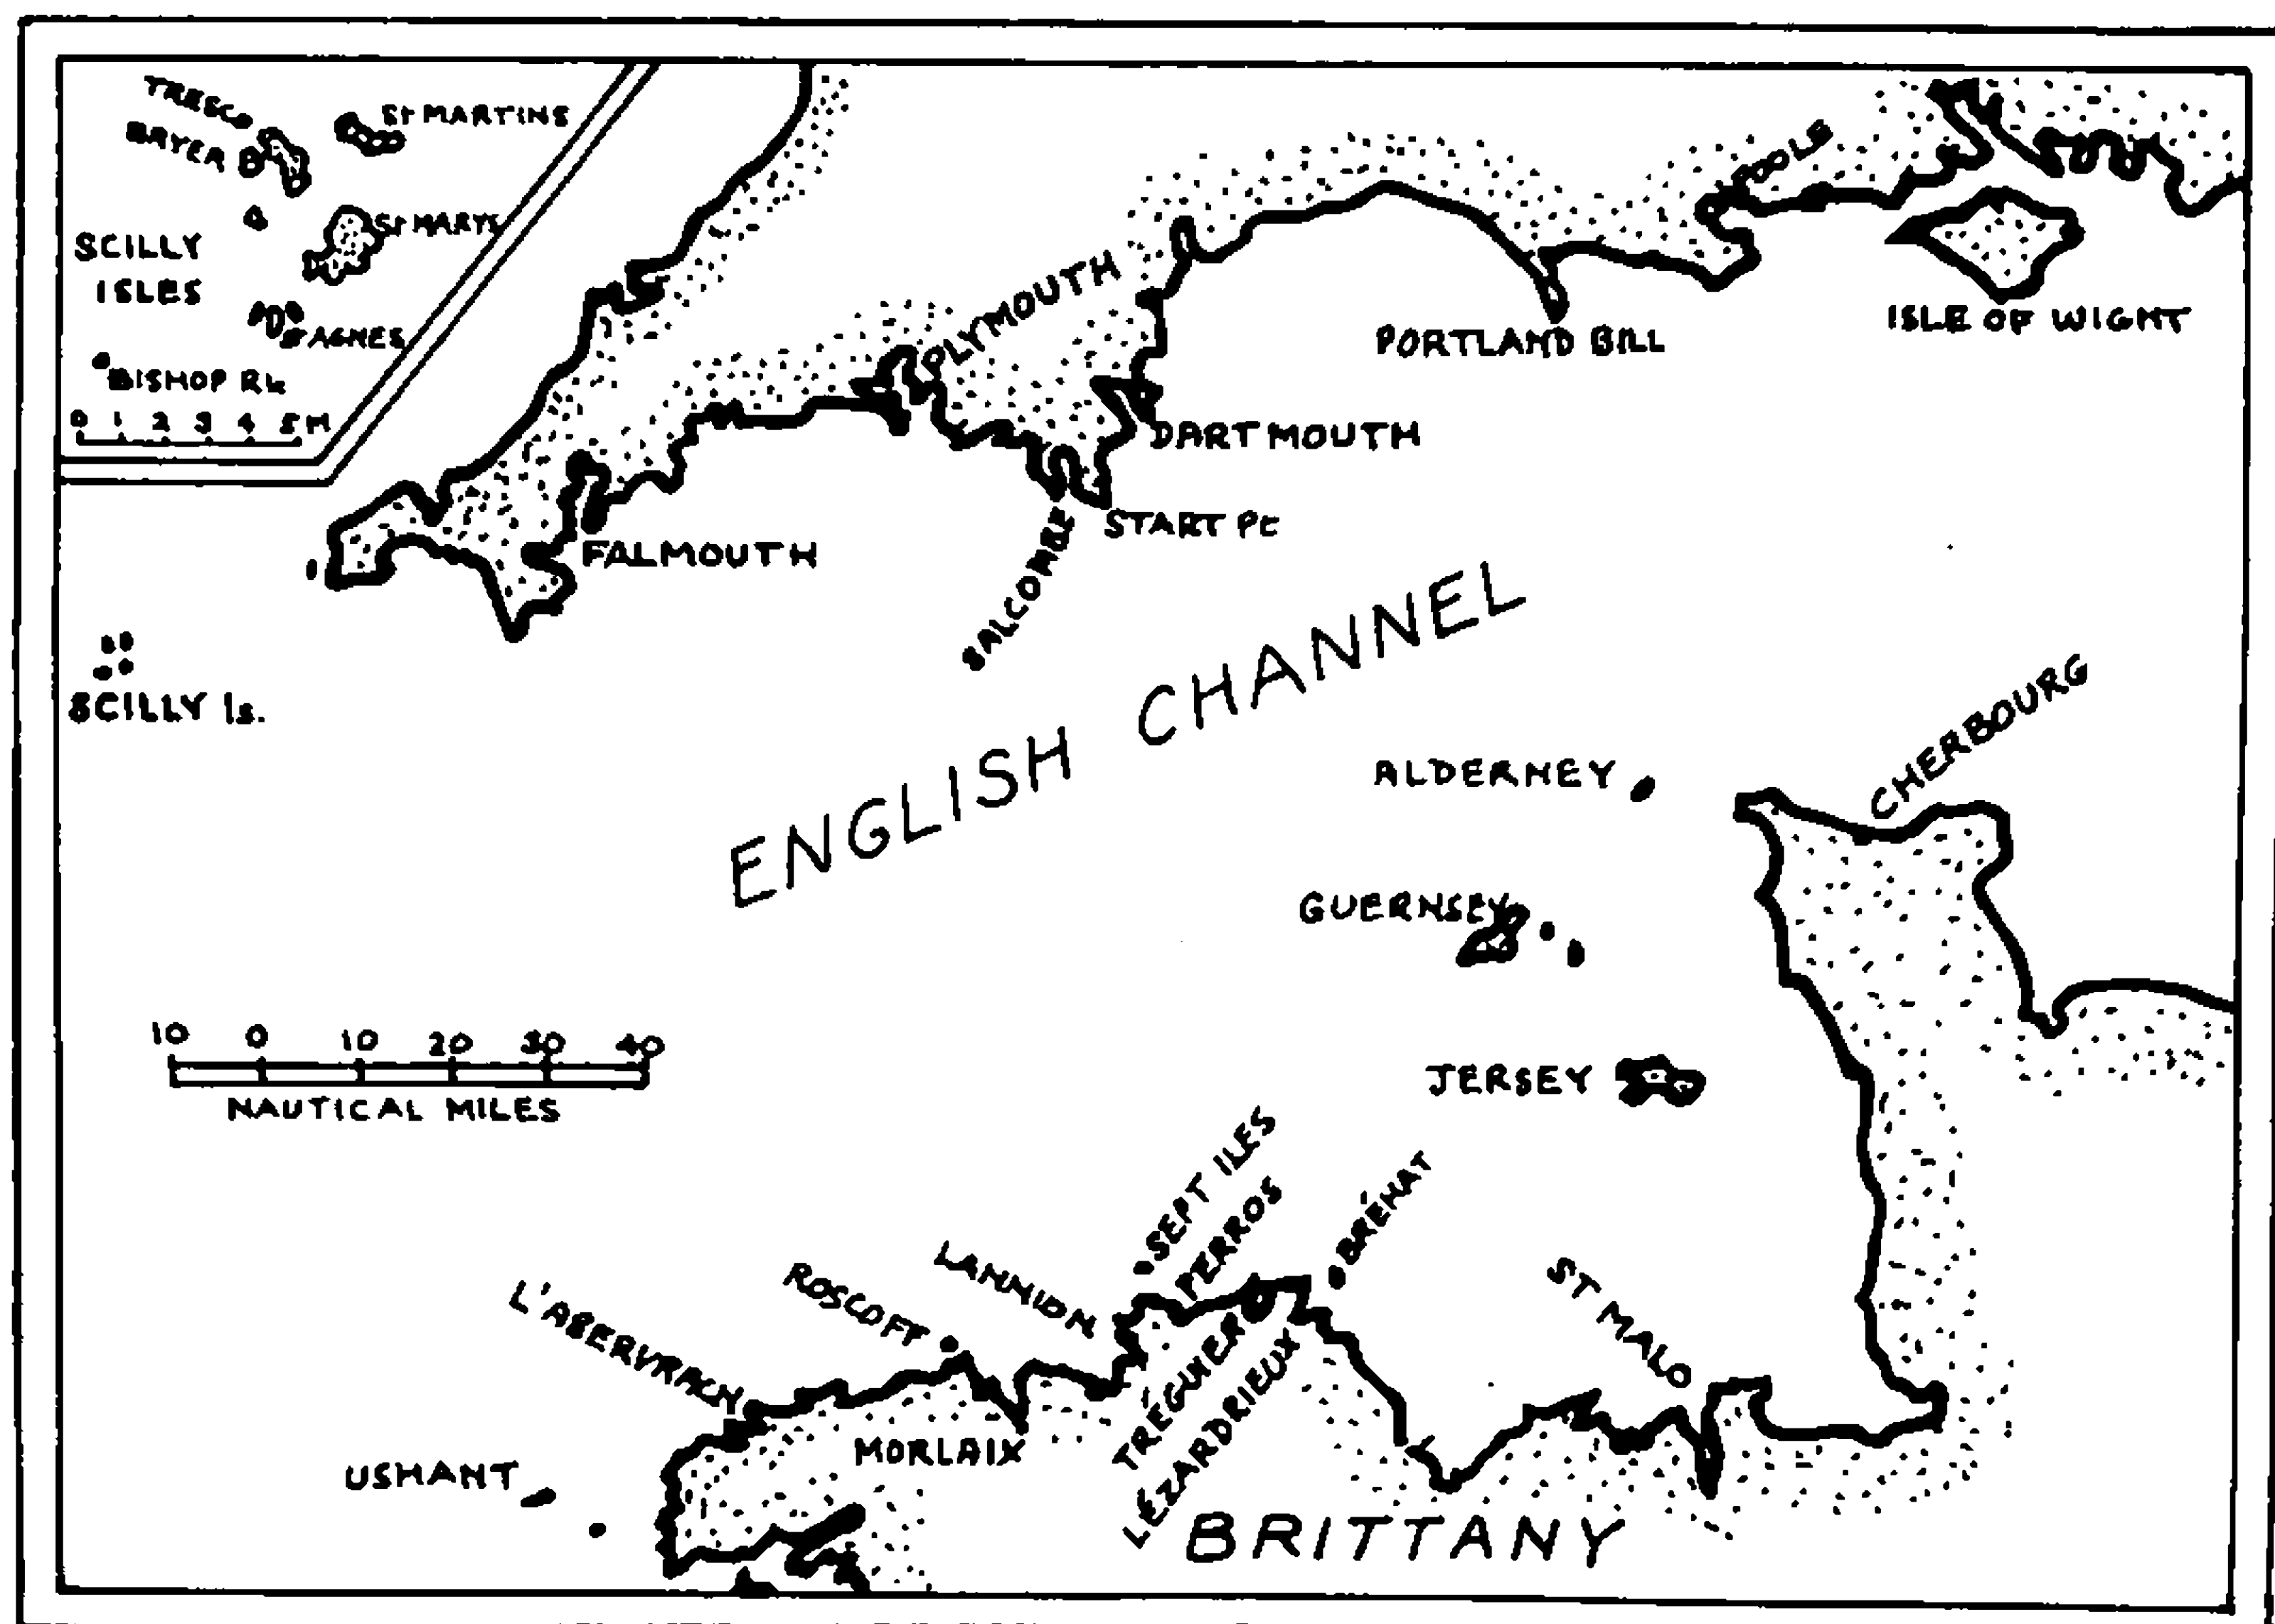 TRESCO
St MARTINS
BRYER
St MARYS
SCILLY
ISLES
St AGNES
BISHOP Rk
0 1 2 3 4 5 M
POOLE
PLYMOUTH
PORTLAND BILL
ISLE OF WIGHT
DARTMOUTH
START Pt
FALMOUTH
SALCOMBE
SCILLY Is.
ENGLISH CHANNEL
CHERBOURG
ALDERNEY
GUERNSEY
10 0 10 20 30 40
NAUTICAL MILES
JERSEY
SEPT ILES
PERROS
BRÉHAT
LANNION
ROSCOFF
L'ABERVRACH
ST MALO
TREGUIER
LÉZARDRIEUX
MORLAIX
USHANT
BRITTANY